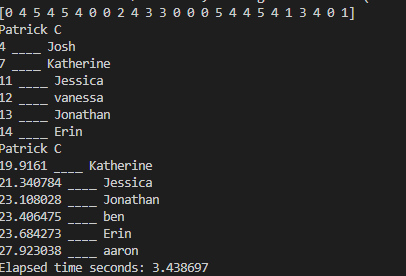 [0 4 5 4 5 4 0 0 2 4 3 3 0 0 0 5 4 4 5 4 1 3 4 0 1]
Patrick C
4 ____ Josh
7 ____ Katherine
11 ____ Jessica
12 ____ vanessa
13 ____ Jonathan
14 ____ Erin
Patrick C
19.9161 ____ Katherine
21.340784 ____ Jessica
23.108028 ____ Jonathan
23.406475 ____ ben
23.684273 ____ Erin
27.923038 ____ aaron
Elapsed time seconds: 3.438697